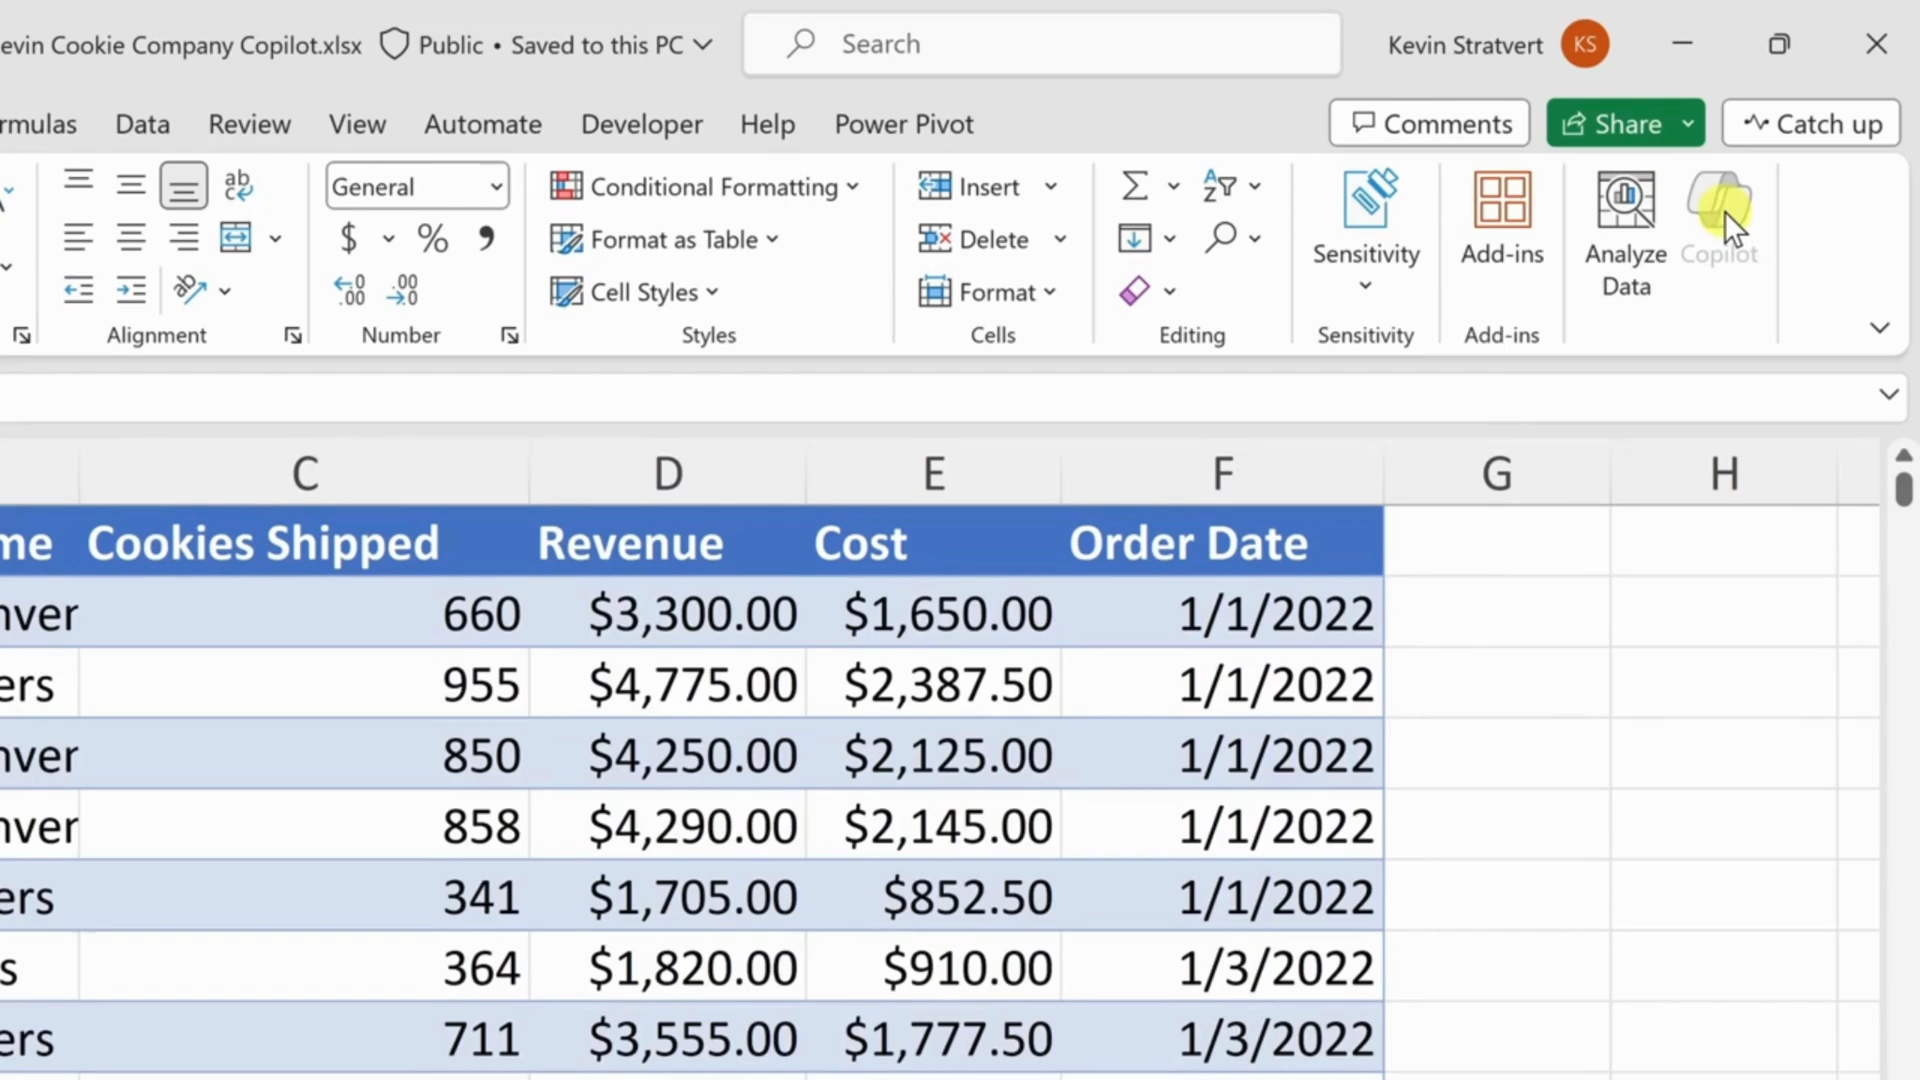 evin Cookie Company Copilot.xlsx Public • Saved to this PC Search Kevin Stratvert KS
rmulas Data Review View Automate Developer Help Power Pivot Comments Share Catch up
General Conditional Formatting Insert
$ % Format as Table Delete Sensitivity Add-ins Analyze Data Copilot
Cell Styles Format
Alignment Number Styles Cells Editing Sensitivity Add-ins
C D E F G H
me Cookies Shipped Revenue Cost Order Date
nver 660 $3,300.00 $1,650.00 1/1/2022
ers 955 $4,775.00 $2,387.50 1/1/2022
nver 850 $4,250.00 $2,125.00 1/1/2022
nver 858 $4,290.00 $2,145.00 1/1/2022
ers 341 $1,705.00 $852.50 1/1/2022
s 364 $1,820.00 $910.00 1/3/2022
ers 711 $3,555.00 $1,777.50 1/3/2022